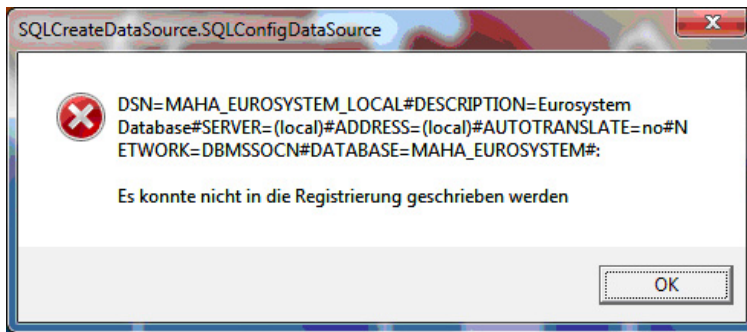 SQLCreateDataSource.SQLConfigDataSource
DSN=MAHA_EUROSYSTEM_LOCAL#DESCRIPTION=Eurosystem
Database#SERVER=(local)#ADDRESS=(local)#AUTOTRANSLATE=no#N
ETWORK=DBMSSOCN#DATABASE=MAHA_EUROSYSTEM#:
Es konnte nicht in die Registrierung geschrieben werden
OK